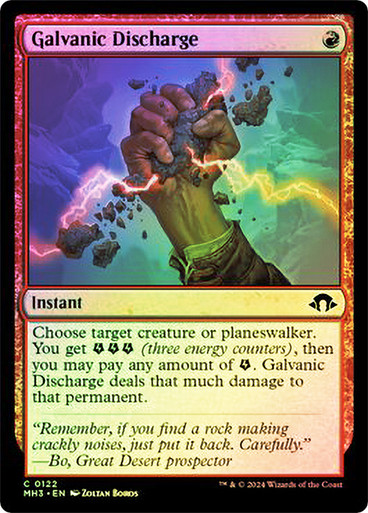 Galvanic Discharge
Instant
Choose target creature or planeswalker.
You get (three energy counters), then
you may pay any amount of . Galvanic
Discharge deals that much damage to
that permanent.
“Remember, if you find a rock making
crackly noises, just put it back. Carefully.”
—Bo, Great Desert prospector
C 0122
MH3 • EN Zoltan Boros
™ & © 2024 Wizards of the Coast